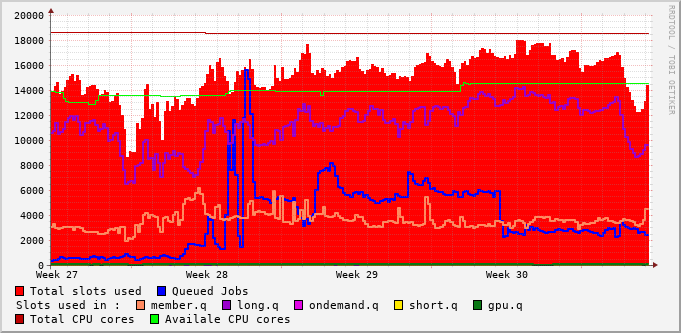 20000
18000
16000
14000
12000
10000
8000
6000
4000
2000
0
Week 27 Week 28 Week 29 Week 30
Total slots used Queued Jobs
Slots used in : member.q long.q ondemand.q short.q gpu.q
Total CPU cores Availale CPU cores
RRDTOOL / TOBI OETIKER